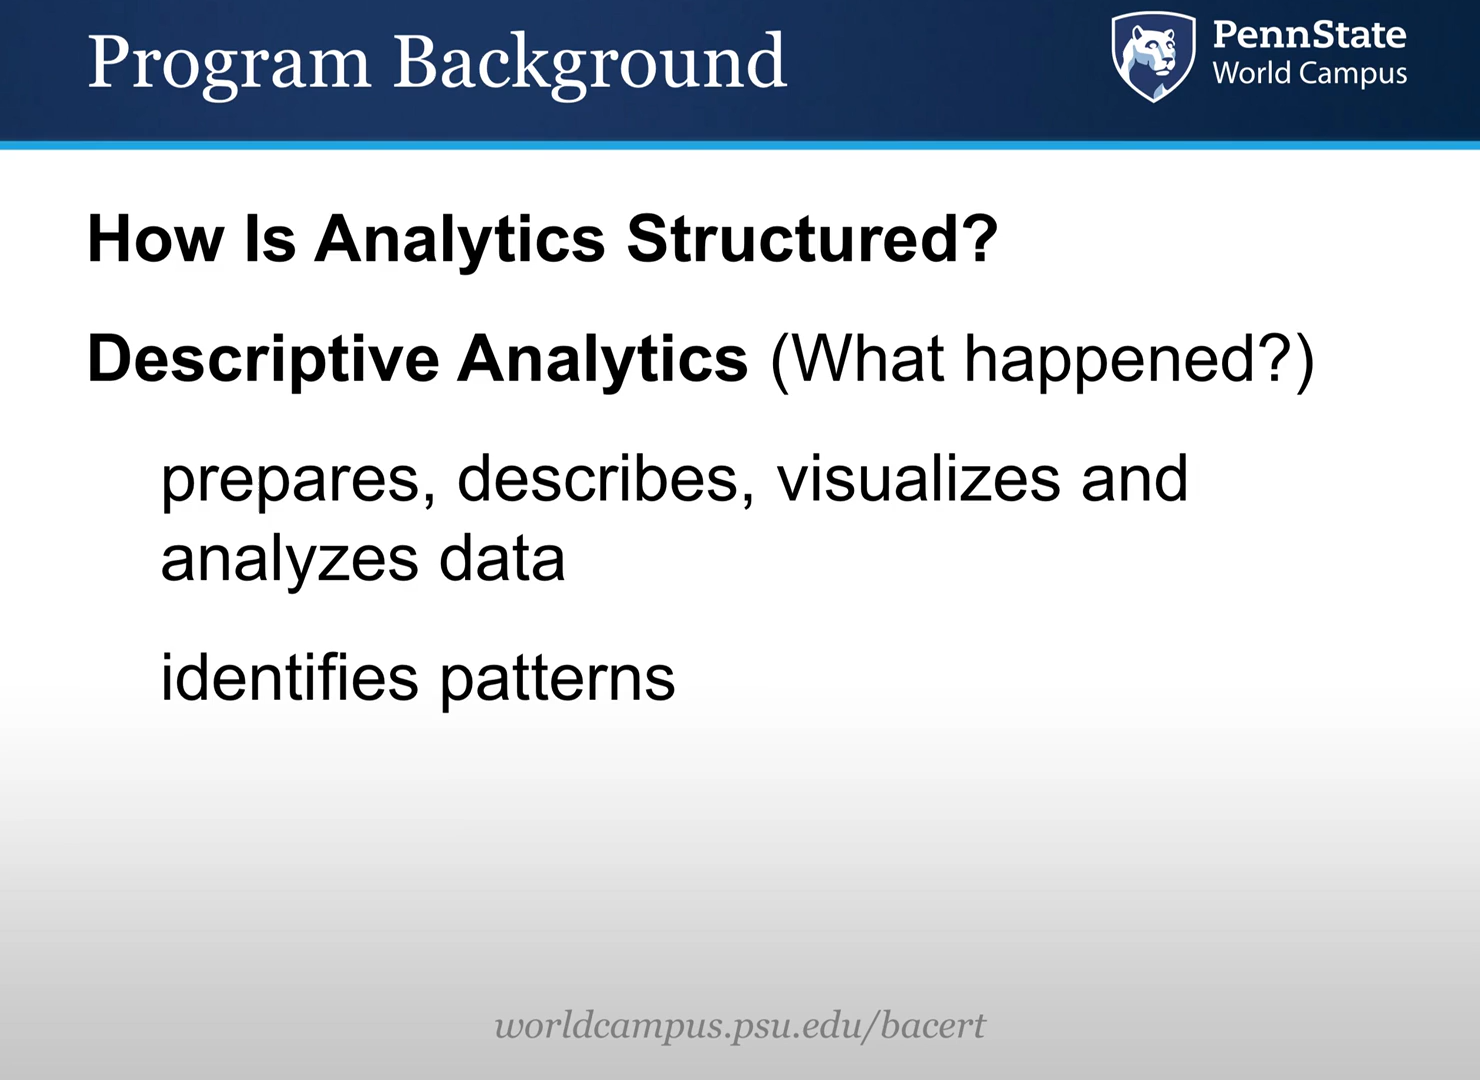 Program Background
PennState
World Campus
How Is Analytics Structured?
Descriptive Analytics (What happened?)
prepares, describes, visualizes and
analyzes data
identifies patterns
worldcampus.psu.edu/bacert